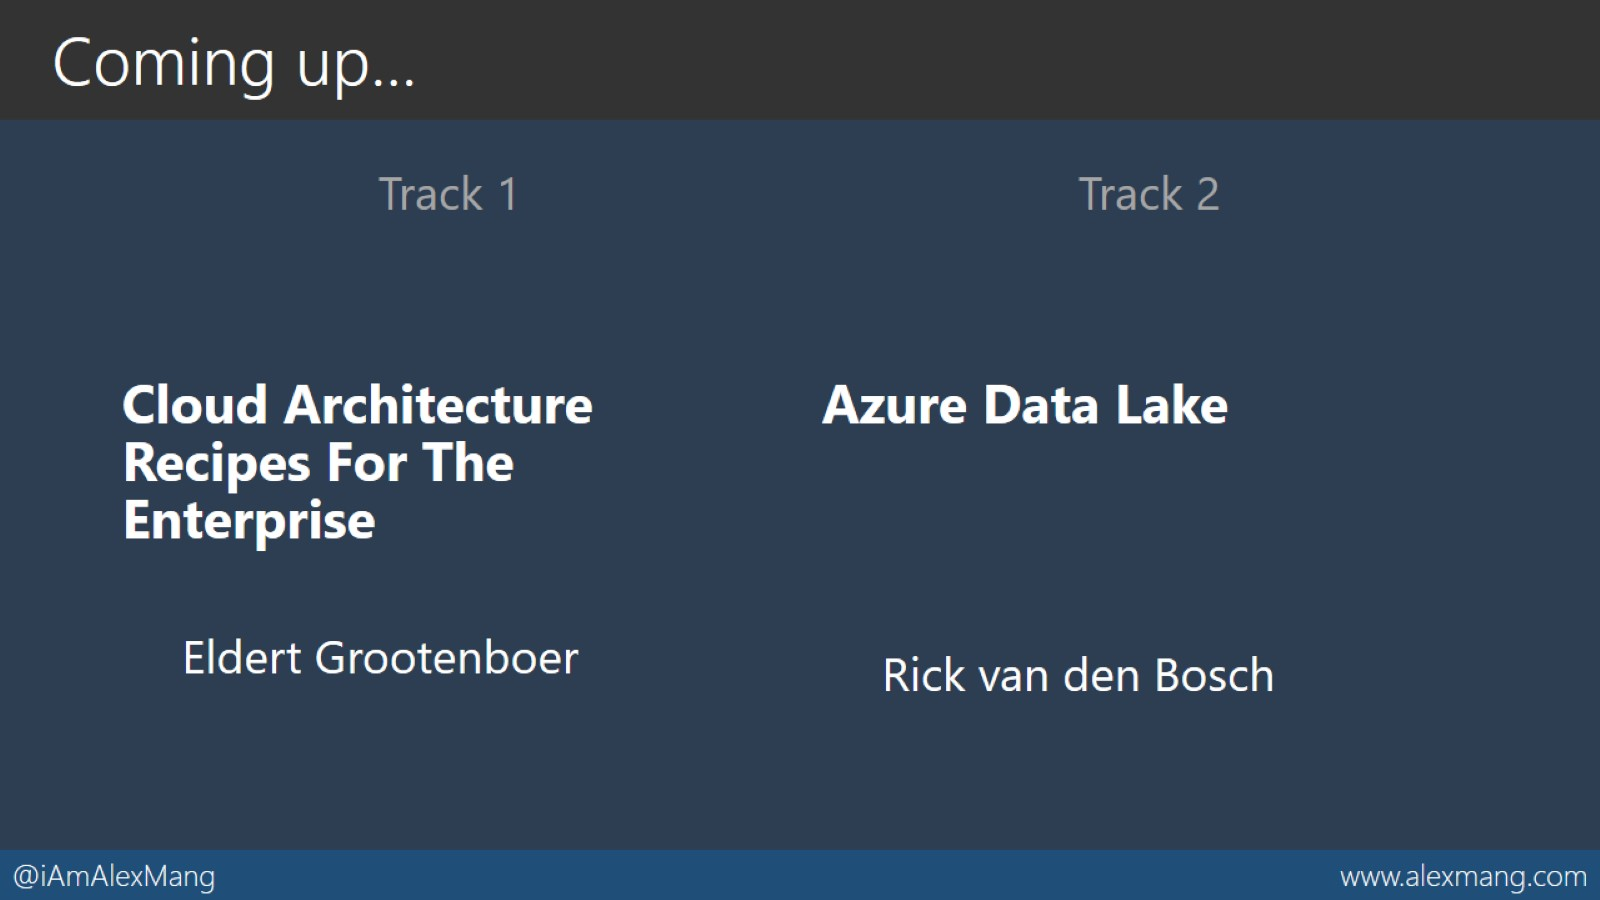 Coming up...
Track 1
Cloud Architecture
Recipes For The
Enterprise
Eldert Grootenboer
Track 2
Azure Data Lake
Rick van den Bosch
@iAmAlexMang
www.alexmang.com